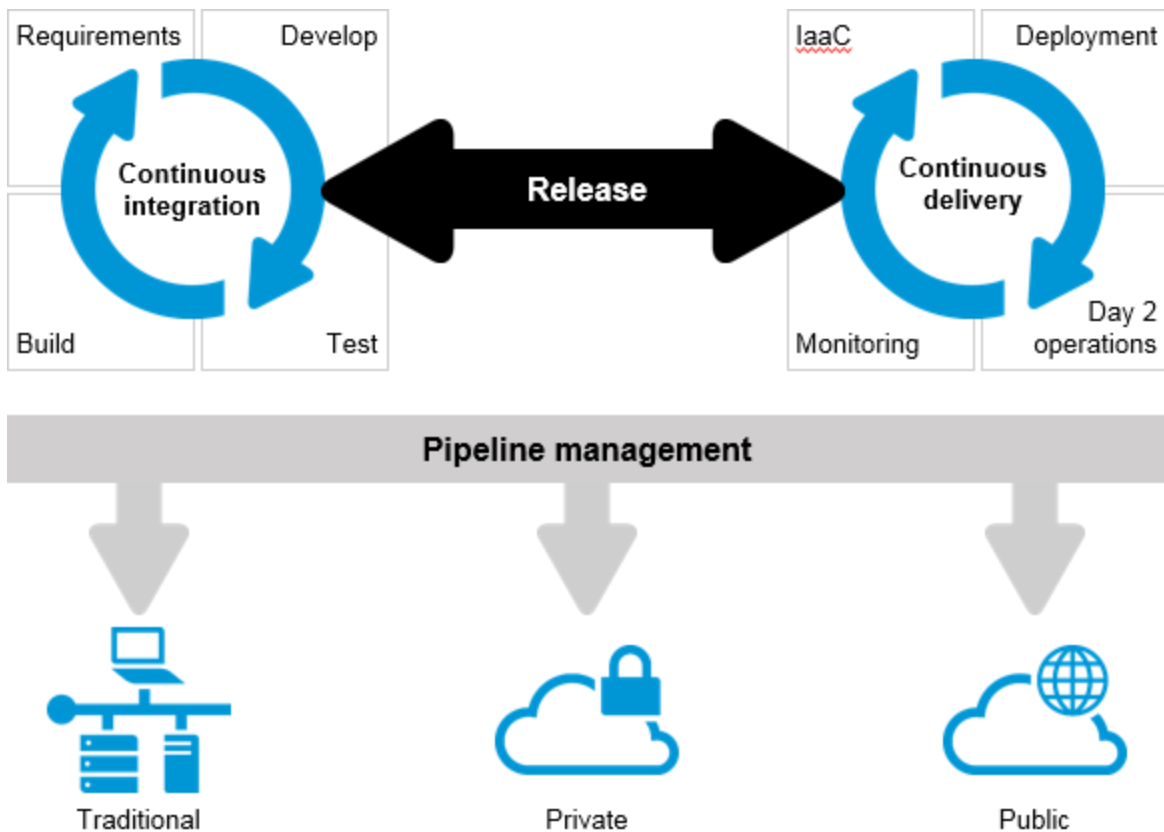 Requirements
Develop
Continuous
integration
Build
Test
Release
IaaC
Deployment
Continuous
delivery
Monitoring
Day 2
operations
Pipeline management
Traditional
Private
Public